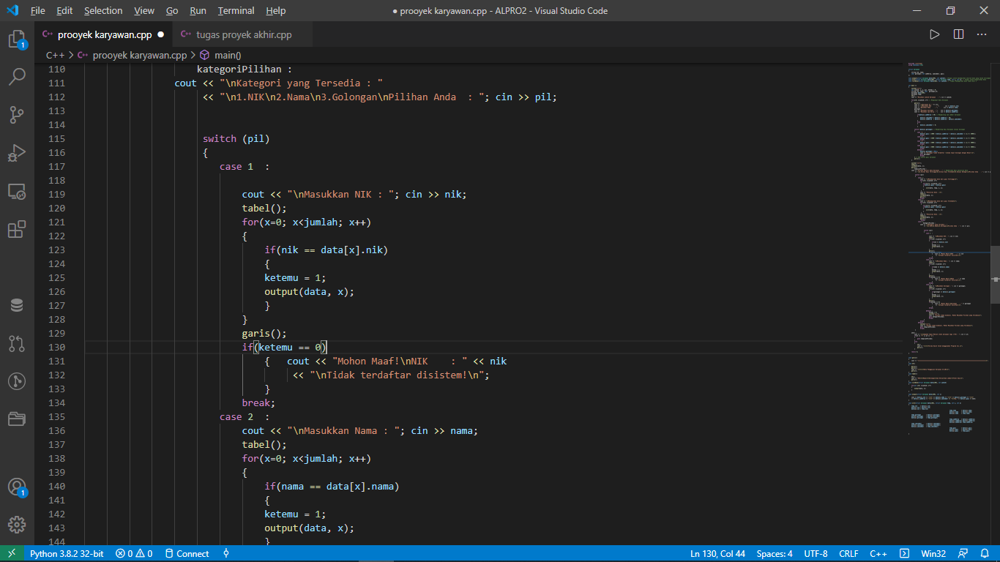 File Edit Selection View Go Run Terminal Help ● prooyek karyawan.cpp - ALPRO2 - Visual Studio Code
prooyek karyawan.cpp ● tugas proyek akhir.cpp
C++ > prooyek karyawan.cpp > main()
110 kategoriPilihan :
111 cout << "\nKategori yang Tersedia : "
112 << "\n1.NIK\n2.Nama\n3.Golongan\nPilihan Anda  : "; cin >> pil;
113
114
115 switch (pil)
116 {
117 case 1  :
118
119 cout << "\nMasukkan NIK : "; cin >> nik;
120 tabel();
121 for(x=0; x<jumlah; x++)
122 {
123 if(nik == data[x].nik)
124 {
125 ketemu = 1;
126 output(data, x);
127 }
128 }
129 garis();
130 if(ketemu == 0)
131 {   cout << "Mohon Maaf!\nNIK    : " << nik
132 << "\nTidak terdaftar disistem!\n";
133 }
134 break;
135 case 2  :
136 cout << "\nMasukkan Nama : "; cin >> nama;
137 tabel();
138 for(x=0; x<jumlah; x++)
139 {
140 if(nama == data[x].nama)
141 {
142 ketemu = 1;
143 output(data, x);
144 }
1
1
Python 3.8.2 32-bit 0 0 Connect Ln 130, Col 44 Spaces: 4 UTF-8 CRLF C++ Win32